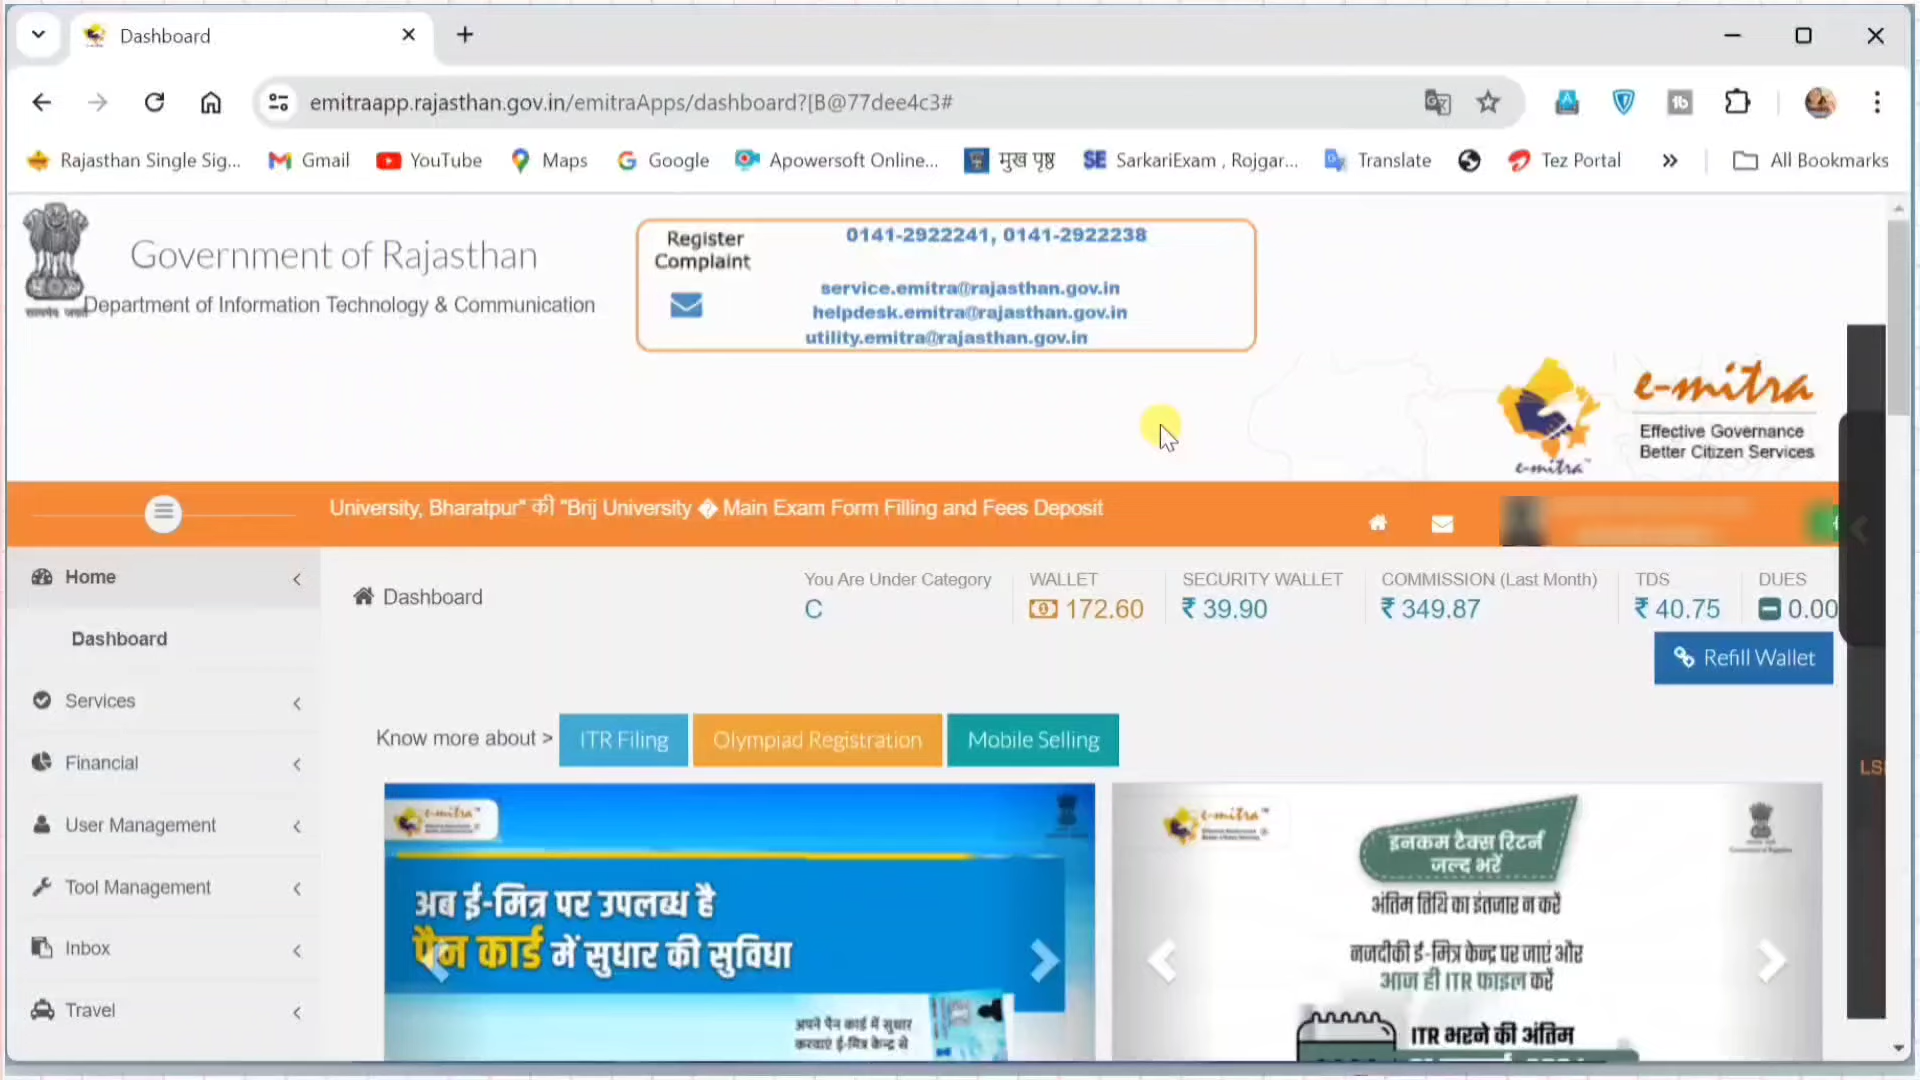 Dashboard
emitraapp.rajasthan.gov.in/emitraApps/dashboard?[B@77dee4c3#
Rajasthan Single Sig...
Gmail
YouTube
Maps
Google
Apowersoft Online...
मुख पृष्ठ
SE SarkariExam , Rojgar...
Translate
Tez Portal
All Bookmarks
Government of Rajasthan
Department of Information Technology & Communication
Register
Complaint
0141-2922241, 0141-2922238
service.emitra@rajasthan.gov.in
helpdesk.emitra@rajasthan.gov.in
utility.emitra@rajasthan.gov.in
e-mitra
Effective Governance
Better Citizen Services
e-mitra
University, Bharatpur" की "Brij University � Main Exam Form Filling and Fees Deposit
Home
Dashboard
Services
Financial
User Management
Tool Management
Inbox
Travel
Dashboard
You Are Under Category
C
WALLET
172.60
SECURITY WALLET
₹ 39.90
COMMISSION (Last Month)
₹ 349.87
TDS
₹ 40.75
DUES
0.00
Refill Wallet
Know more about >
ITR Filing
Olympiad Registration
Mobile Selling
e-mitra
अब ई-मित्र पर उपलब्ध है
पैन कार्ड में सुधार की सुविधा
अपने पैन कार्ड में सुधार
करवाएं ई-मित्र केन्द्र से
e-mitra
इनकम टैक्स रिटर्न
जल्द भरें
अंतिम तिथि का इंतजार न करें
नजदीकी ई-मित्र केन्द्र पर जाएं और
आज ही ITR फाइल करें
ITR भरने की अंतिम